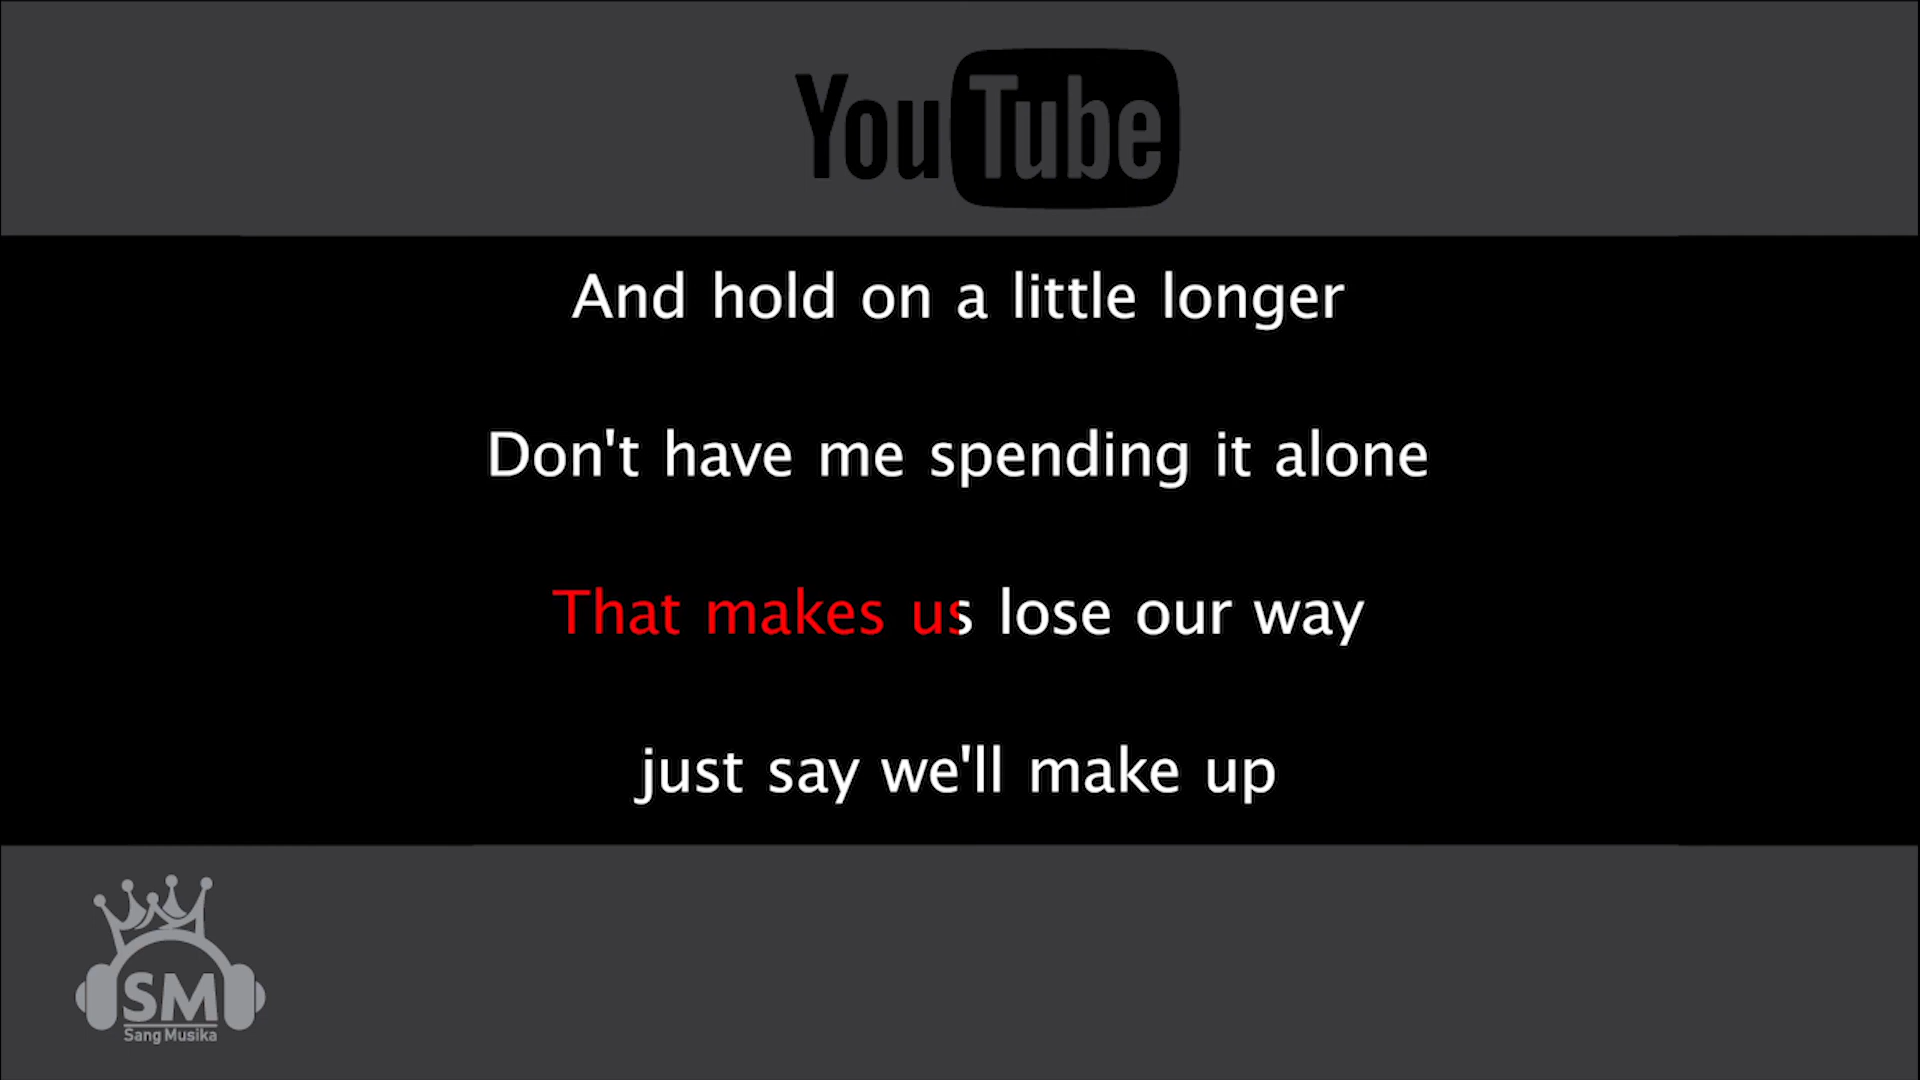 YouTube
And hold on a little longer
Don't have me spending it alone
That makes us lose our way
just say we'll make up
SM
Sang Musika